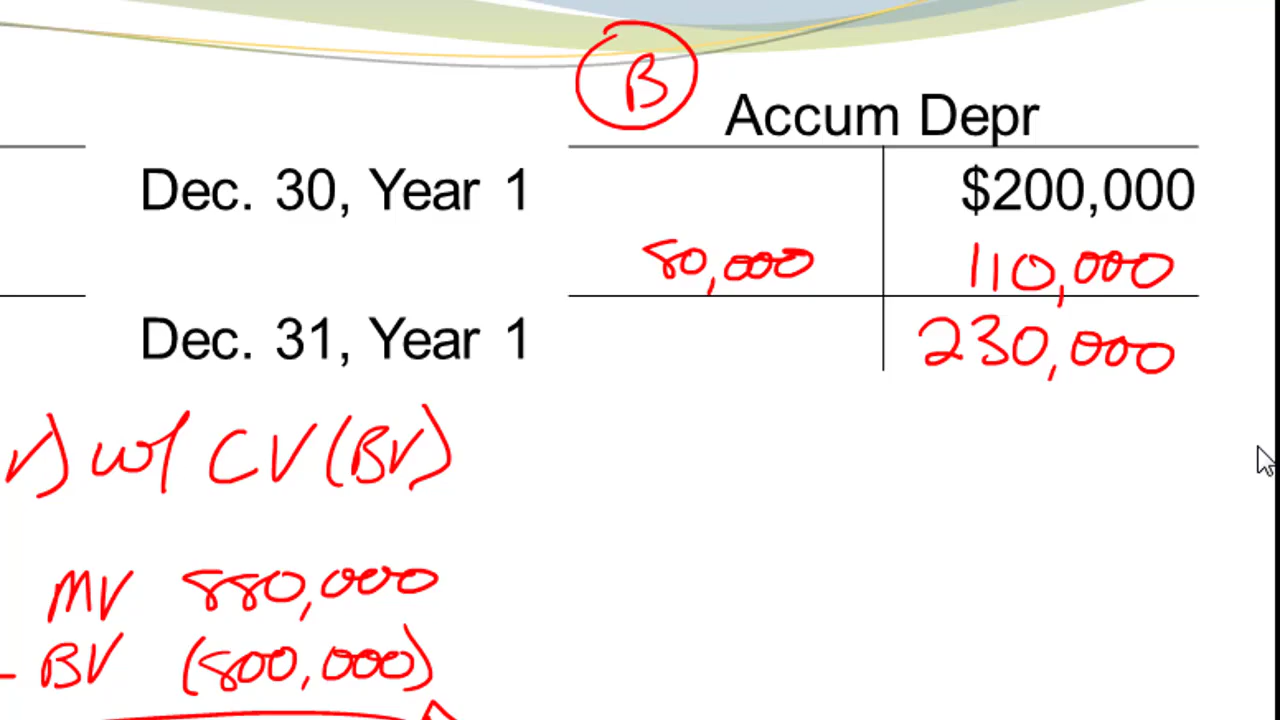 B
Accum Depr
Dec. 30, Year 1 $200,000
80,000 110,000
Dec. 31, Year 1 230,000
V) w/ CV (BV)
MV 880,000
- BV (800,000)